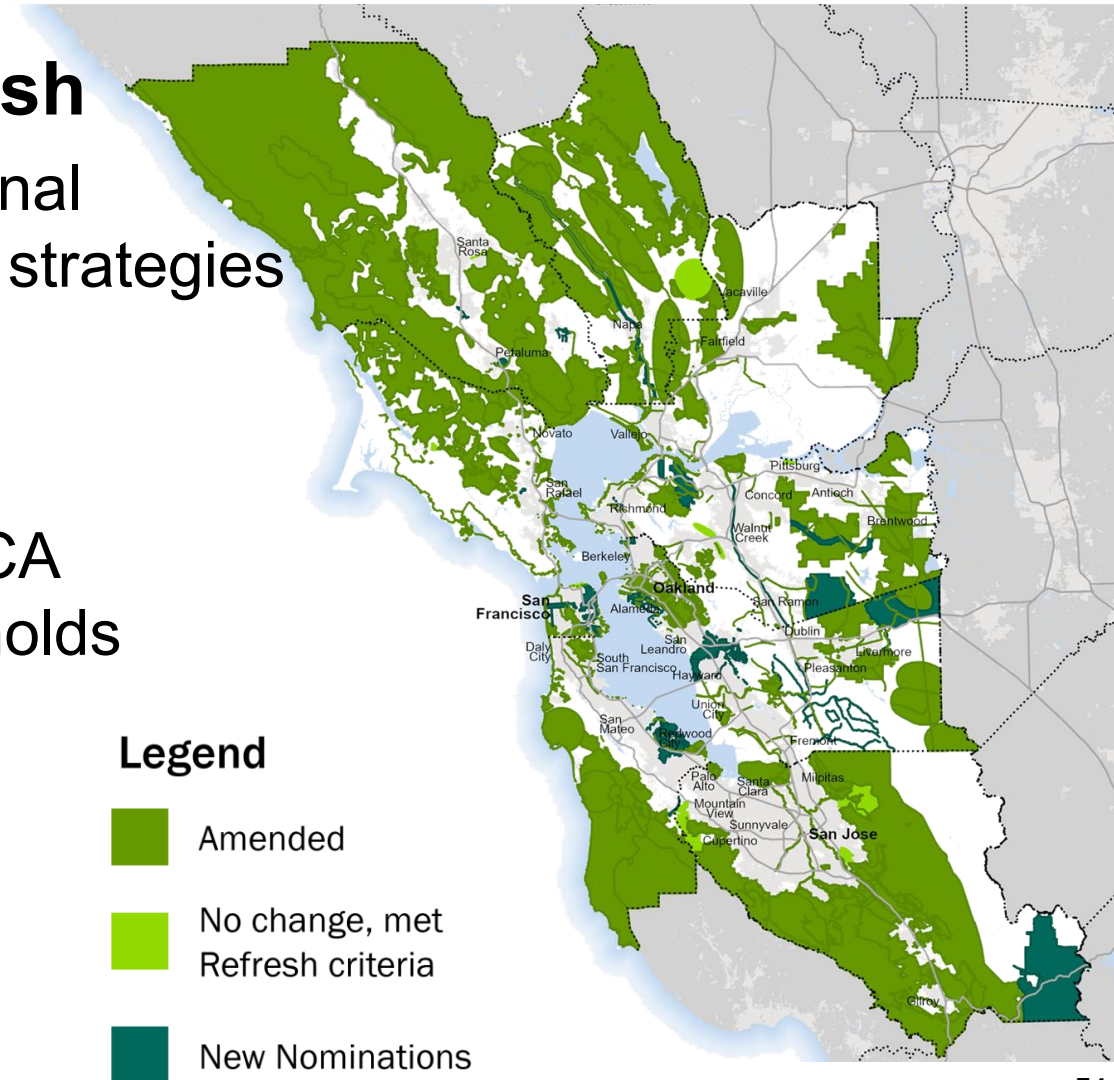 sh
nal
strategies
CA
nolds
Legend
Amended
No change, met
Refresh criteria
New Nominations
Santa
Rosa
Petaluma
Napa
Vacaville
Fairfield
Novato
Vallejo
San
Rafael
Richmond
Pittsburg
Concord
Antioch
Brentwood
Walnut
Creek
Berkeley
Oakland
San
Francisco
Alameda
San Ramon
Dublin
Livermore
Pleasanton
San
Leandro
Daly
City
South
San Francisco
Hayward
Union
City
San
Mateo
Redwood
City
Fremont
Palo
Alto
Santa
Clara
Milpitas
Mountain
View
Sunnyvale
San Jose
Cupertino
Gilroy